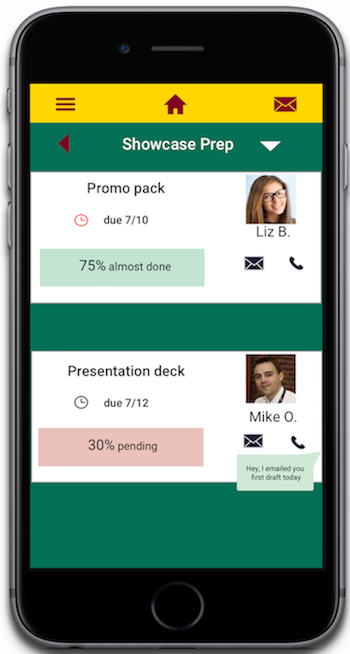 Showcase Prep
Promo pack
due 7/10
Liz B.
75% almost done
Presentation deck
due 7/12
Mike O.
30% pending
Hey, I emailed you
first draft today